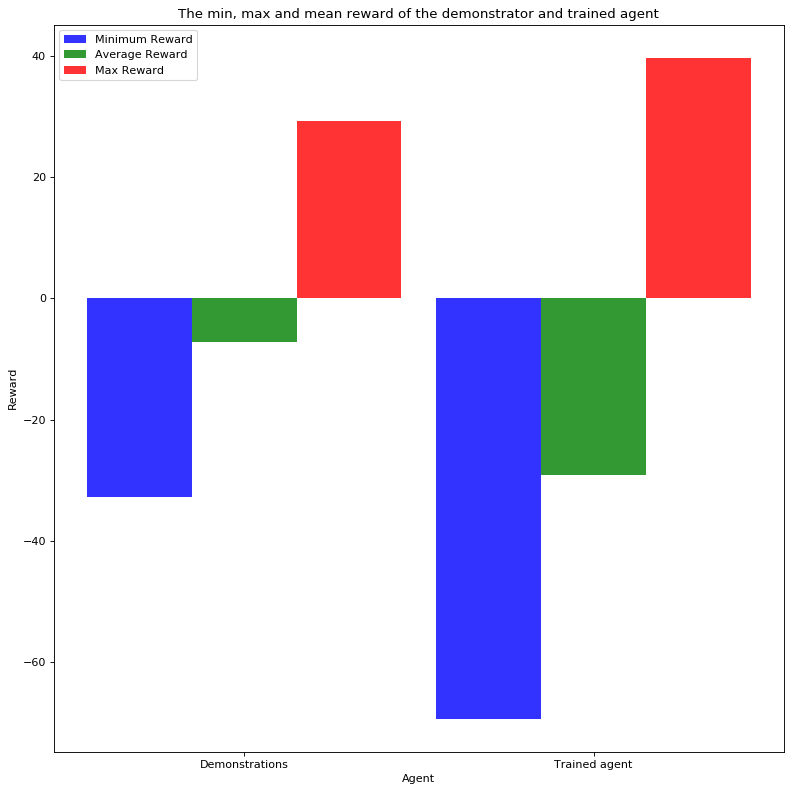 The min, max and mean reward of the demonstrator and trained agent
Minimum Reward
Average Reward
Max Reward
40
20
0
−20
−40
−60
Reward
Demonstrations
Trained agent
Agent